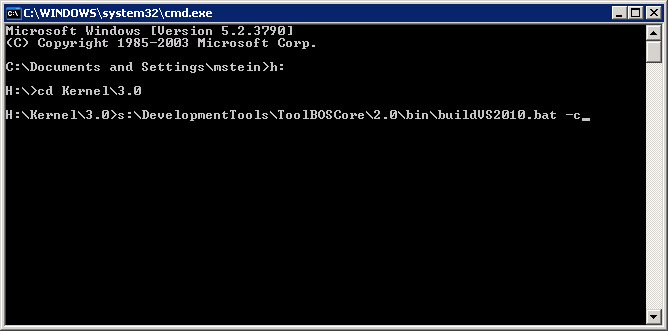 C:\WINDOWS\system32\cmd.exe
Microsoft Windows [Version 5.2.3790]
(C) Copyright 1985-2003 Microsoft Corp.
C:\Documents and Settings\mstein>h:
H:\>cd Kernel\3.0
H:\Kernel\3.0>s:\DevelopmentTools\ToolBOSCore\2.0\bin\buildVS2010.bat -c_